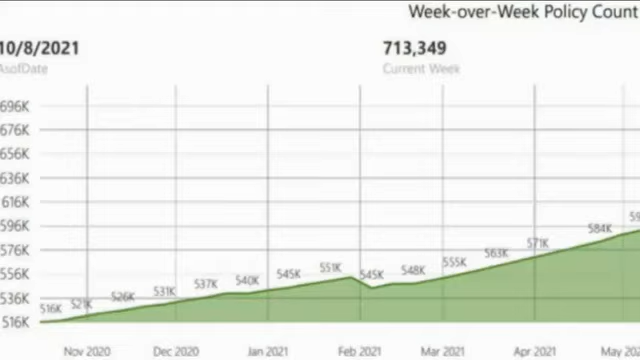 Week-over-Week Policy Count
10/8/2021
AsofDate
713,349
Current Week
696K
676K
656K
636K
616K
596K
576K
556K
536K
516K
516K
521K
526K
531K
537K
540K
545K
551K
545K
548K
555K
563K
571K
584K
Nov 2020
Dec 2020
Jan 2021
Feb 2021
Mar 2021
Apr 2021
May 202